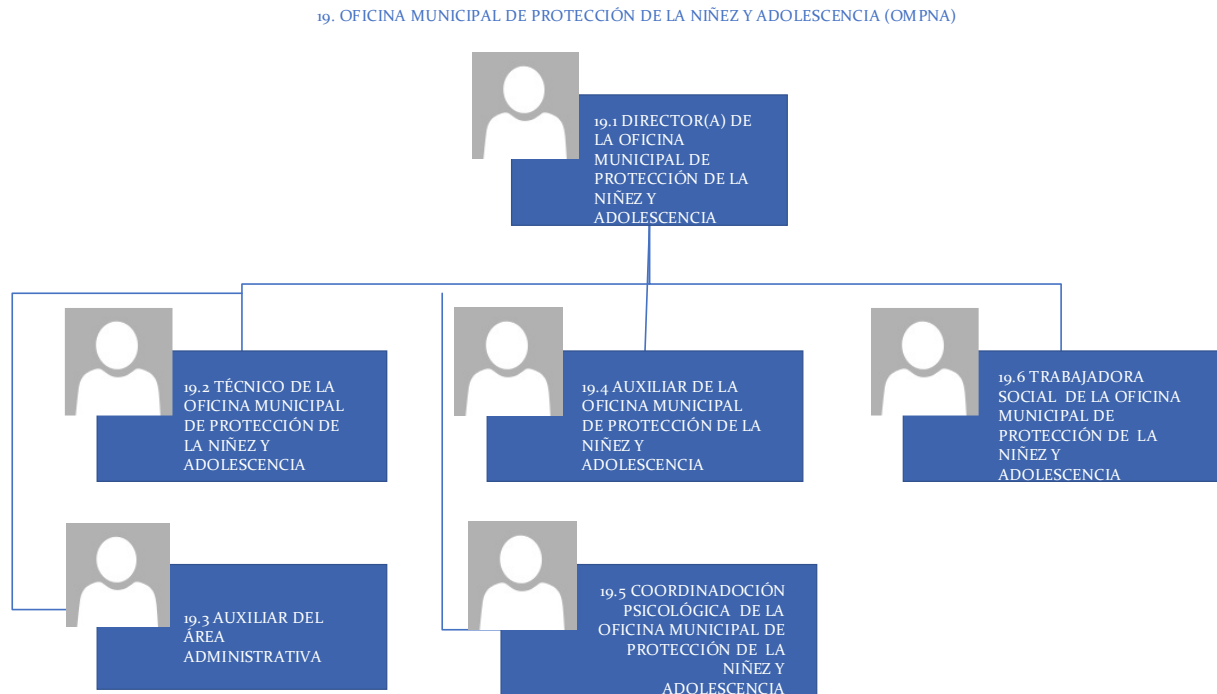 19. OFICINA MUNICIPAL DE PROTECCIÓN DE LA NIÑEZ Y ADOLESCENCIA (OMPNA)
19.1 DIRECTOR(A) DE
LA OFICINA
MUNICIPAL DE
PROTECCIÓN DE LA
NIÑEZ Y
ADOLESCENCIA
19.2 TÉCNICO DE LA
OFICINA MUNICIPAL
DE PROTECCIÓN DE
LA NIÑEZ Y
ADOLESCENCIA
19.4 AUXILIAR DE LA
OFICINA MUNICIPAL
DE PROTECCIÓN DE LA
NIÑEZ Y
ADOLESCENCIA
19.6 TRABAJADORA
SOCIAL DE LA OFICINA
MUNICIPAL DE
PROTECCIÓN DE LA
NIÑEZ Y
ADOLESCENCIA
19.3 AUXILIAR DEL
ÁREA
ADMINISTRATIVA
19.5 COORDINADOCIÓN
PSICOLÓGICA DE LA
OFICINA MUNICIPAL DE
PROTECCIÓN DE LA
NIÑEZ Y
ADOLESCENCIA